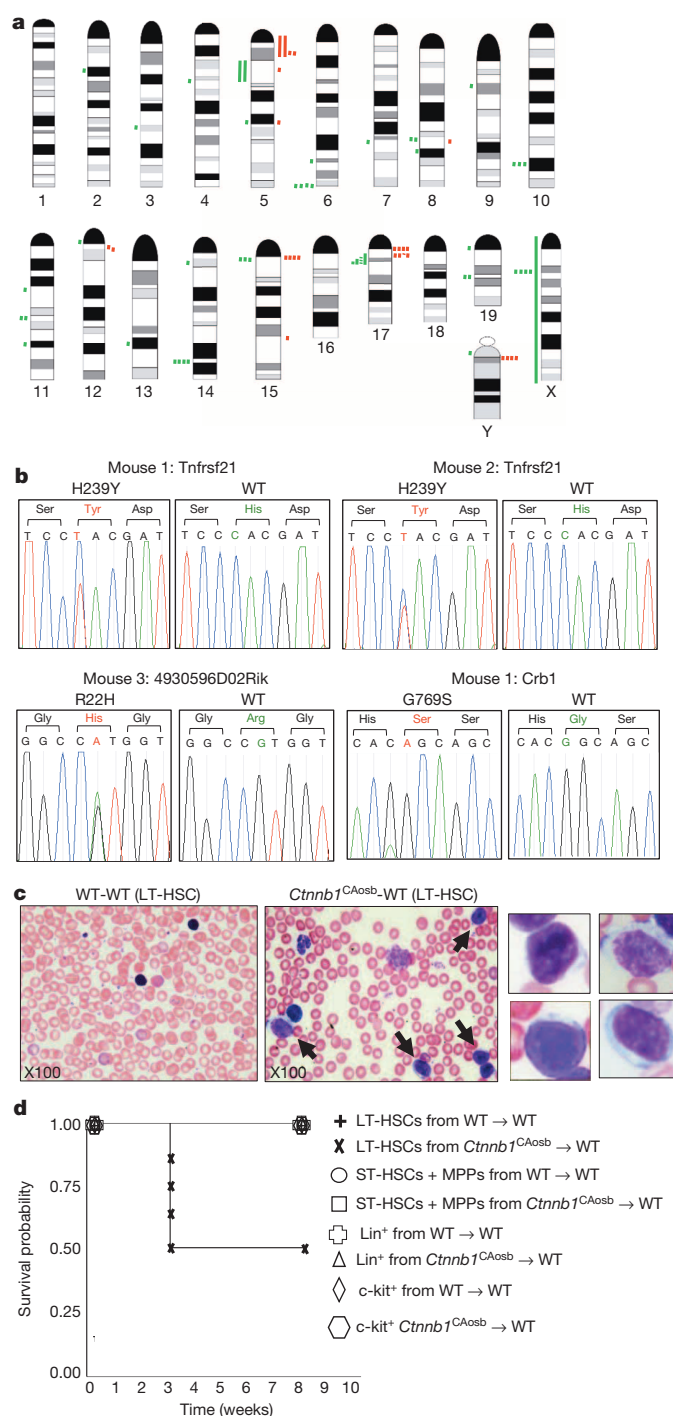 a
1 2 3 4 5 6 7 8 9 10
11 12 13 14 15 16 17 18 19 X
Y
b
Mouse 1: Tnfrsf21 Mouse 2: Tnfrsf21
H239Y WT H239Y WT
Ser Tyr Asp Ser His Asp Ser Tyr Asp Ser His Asp
T C C T A C G A T T C C C A C G A T T C C T A C G A T T C C C A C G A T
Mouse 3: 4930596D02Rik Mouse 1: Crb1
R22H WT G769S WT
Gly His Gly Gly Arg Gly His Ser Ser His Gly Ser
G G C C A T G G T G G C C G T G G T C A C A G C A G C C A C G G C A G C
c
WT-WT (LT-HSC) Ctnnb1CAosb-WT (LT-HSC)
X100 X100
d
1.00
0.75
0.50
0.25
0.00
Survival probability
0 1 2 3 4 5 6 7 8 9 10
Time (weeks)
LT-HSCs from WT → WT
LT-HSCs from Ctnnb1CAosb → WT
ST-HSCs + MPPs from WT → WT
ST-HSCs + MPPs from Ctnnb1CAosb → WT
Lin+ from WT → WT
Lin+ from Ctnnb1CAosb → WT
c-kit+ from WT → WT
c-kit+ Ctnnb1CAosb → WT